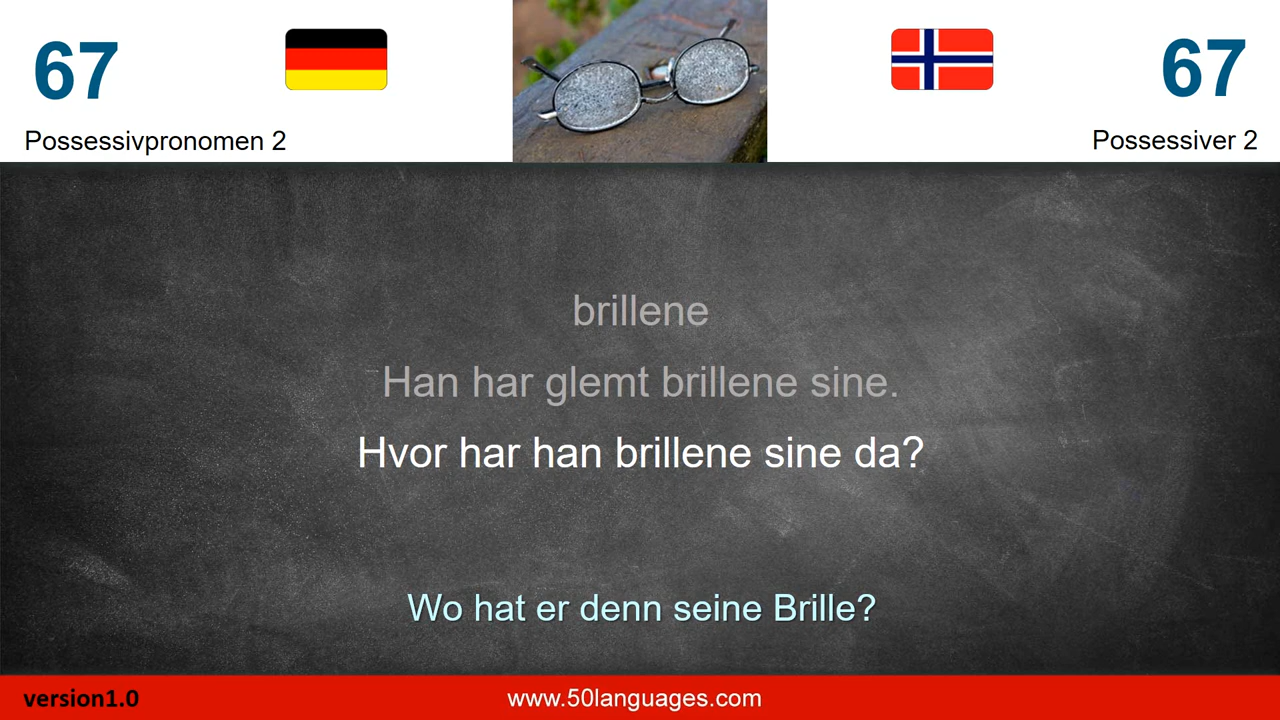 67
67
Possessivpronomen 2
Possessiver 2
brillene
Han har glemt brillene sine.
Hvor har han brillene sine da?
Wo hat er denn seine Brille?
version1.0
www.50languages.com